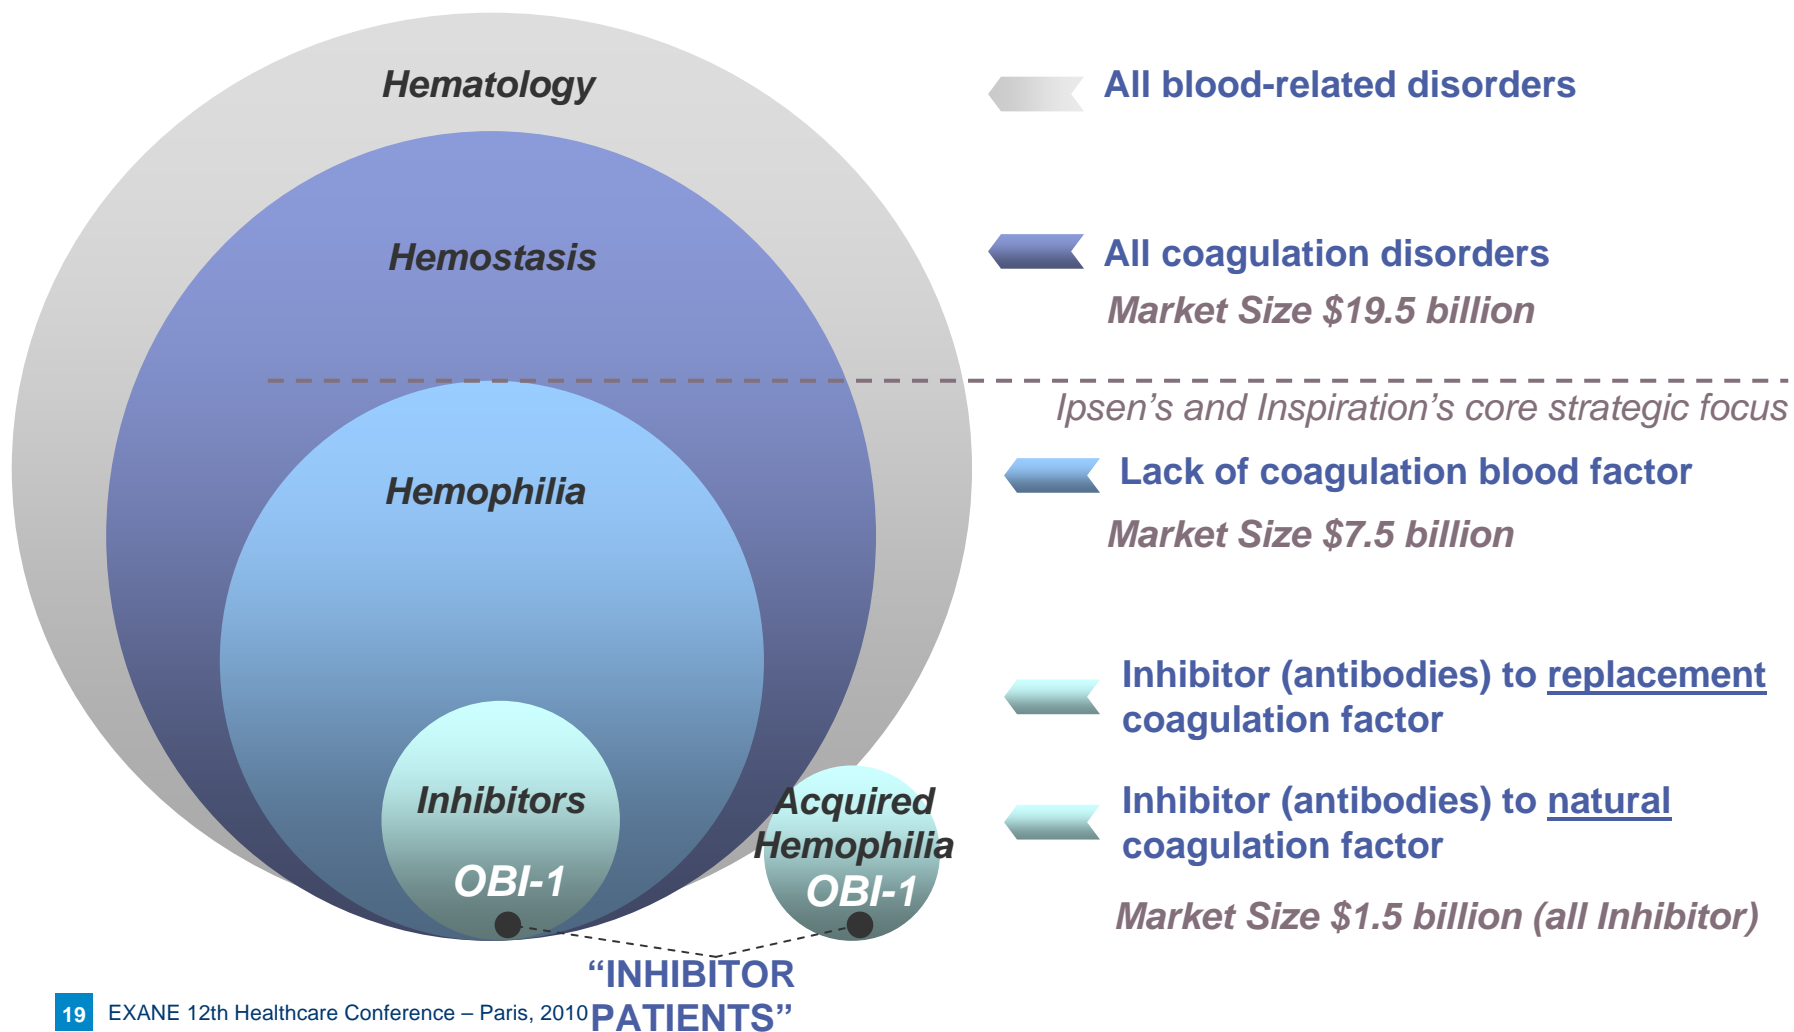 Hematology
All blood-related disorders
Hemostasis
All coagulation disorders
Market Size $19.5 billion
Ipsen’s and Inspiration’s core strategic focus
Hemophilia
Lack of coagulation blood factor
Market Size $7.5 billion
Inhibitor (antibodies) to replacement
coagulation factor
Inhibitors
OBI-1
Acquired
Hemophilia
OBI-1
Inhibitor (antibodies) to natural
coagulation factor
Market Size $1.5 billion (all Inhibitor)
“INHIBITOR
PATIENTS”
19 EXANE 12th Healthcare Conference – Paris, 2010